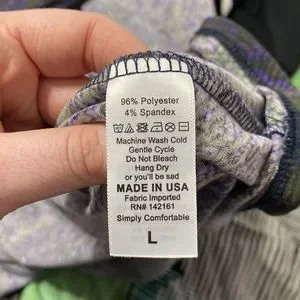 96% Polyester
4% Spandex
Machine Wash Cold
Gentle Cycle
Do Not Bleach
Hang Dry
or you'll be sad
MADE IN USA
Fabric Imported
RN# 142161
Simply Comfortable
L